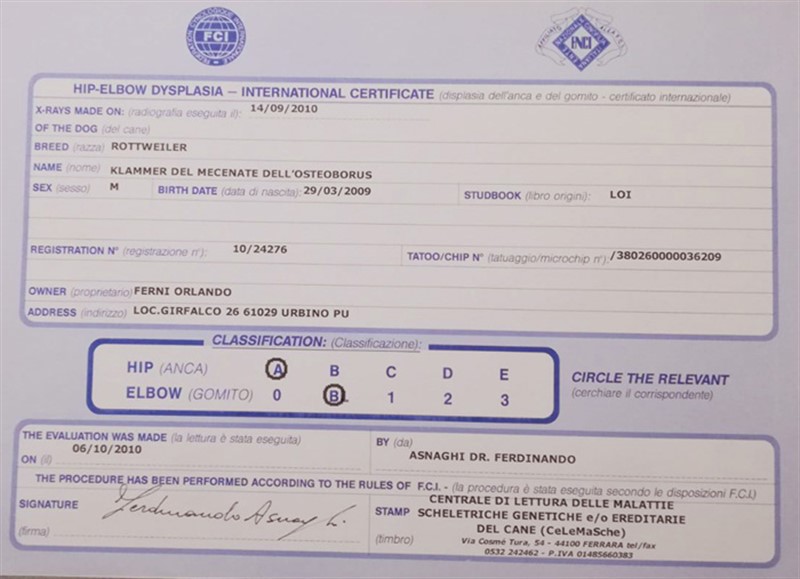 FCI
ENCI
HIP-ELBOW DYSPLASIA – INTERNATIONAL CERTIFICATE (displasia dell'anca e del gomito - certificato internazionale)
X-RAYS MADE ON: (radiografia eseguita il): 14/09/2010
OF THE DOG (del cane)
BREED (razza) ROTTWEILER
NAME (nome) KLAMMER DEL MECENATE DELL'OSTEOBORUS
SEX (sesso) M BIRTH DATE (data di nascita): 29/03/2009 STUDBOOK (libro origini): LOI
REGISTRATION N° (registrazione n°): 10/24276 TATOO/CHIP N° (tatuaggio/microchip n°): /380260000036209
OWNER (proprietario) FERNI ORLANDO
ADDRESS (indirizzo) LOC.GIRFALCO 26 61029 URBINO PU
CLASSIFICATION: (Classificazione):
HIP (ANCA) A B C D E
ELBOW (GOMITO) 0 B.L. 1 2 3
CIRCLE THE RELEVANT
(cerchiare il corrispondente)
THE EVALUATION WAS MADE (la lettura è stata eseguita)
ON (il) 06/10/2010
BY (da)
ASNAGHI DR. FERDINANDO
THE PROCEDURE HAS BEEN PERFORMED ACCORDING TO THE RULES OF F.C.I. - (la procedura è stata eseguita secondo le disposizioni F.C.I.)
SIGNATURE
(firma)
Ferdinando Asnaghi
STAMP
(timbro)
CENTRALE DI LETTURA DELLE MALATTIE
SCHELETRICHE GENETICHE e/o EREDITARIE
DEL CANE (CeLeMaSche)
Via Cosmè Tura, 54 - 44100 FERRARA tel/fax
0532 242462 - P.IVA 01485660383